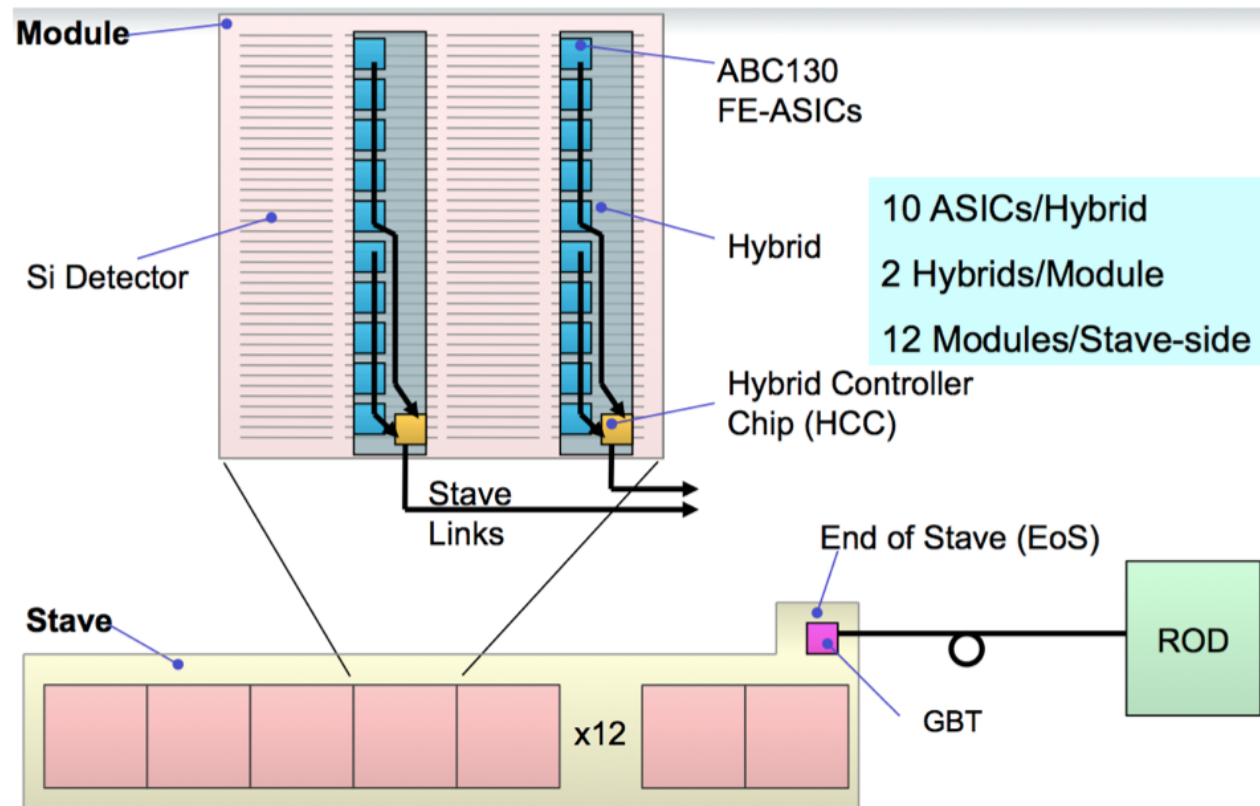 Module
ABC130
FE-ASICs
10 ASICs/Hybrid
Hybrid
2 Hybrids/Module
Si Detector
12 Modules/Stave-side
Hybrid Controller
Chip (HCC)
Stave
Links
End of Stave (EoS)
Stave
ROD
GBT
x12